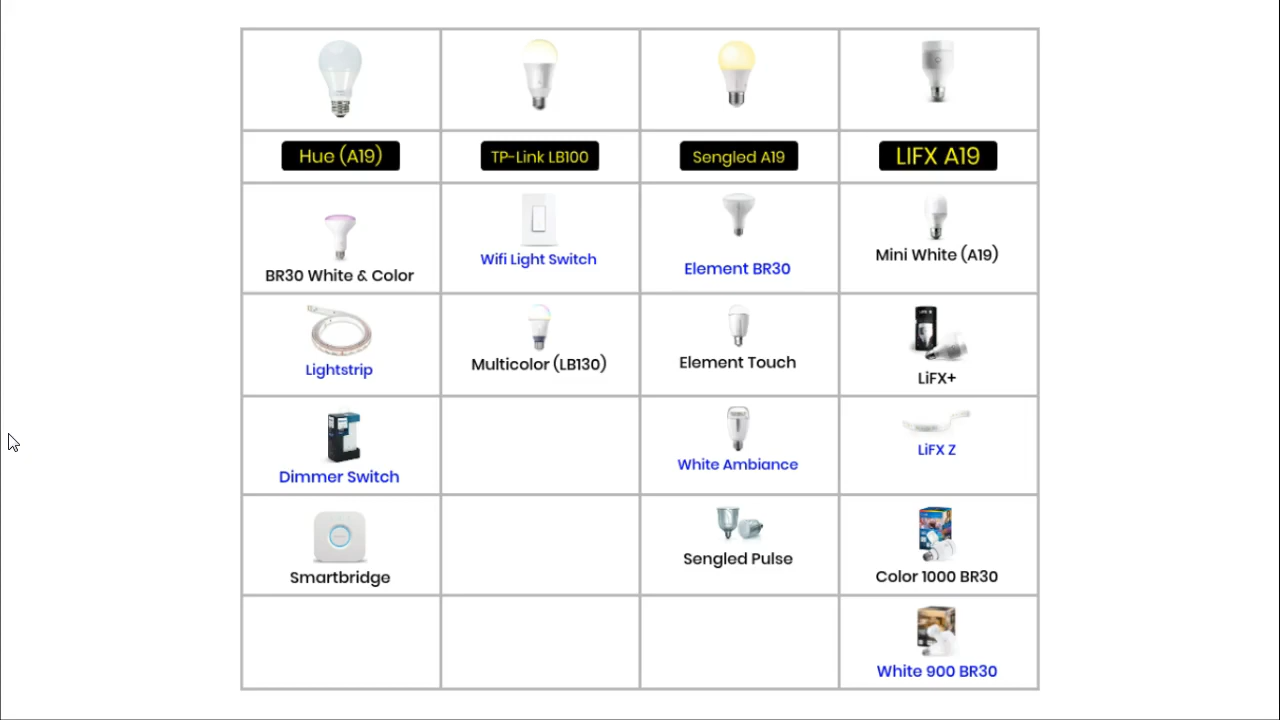 Hue (A19)
TP-Link LB100
Sengled A19
LIFX A19
BR30 White & Color
Wifi Light Switch
Element BR30
Mini White (A19)
Lightstrip
Multicolor (LB130)
Element Touch
LiFX+
Dimmer Switch
White Ambiance
LiFX Z
Smartbridge
Sengled Pulse
Color 1000 BR30
White 900 BR30